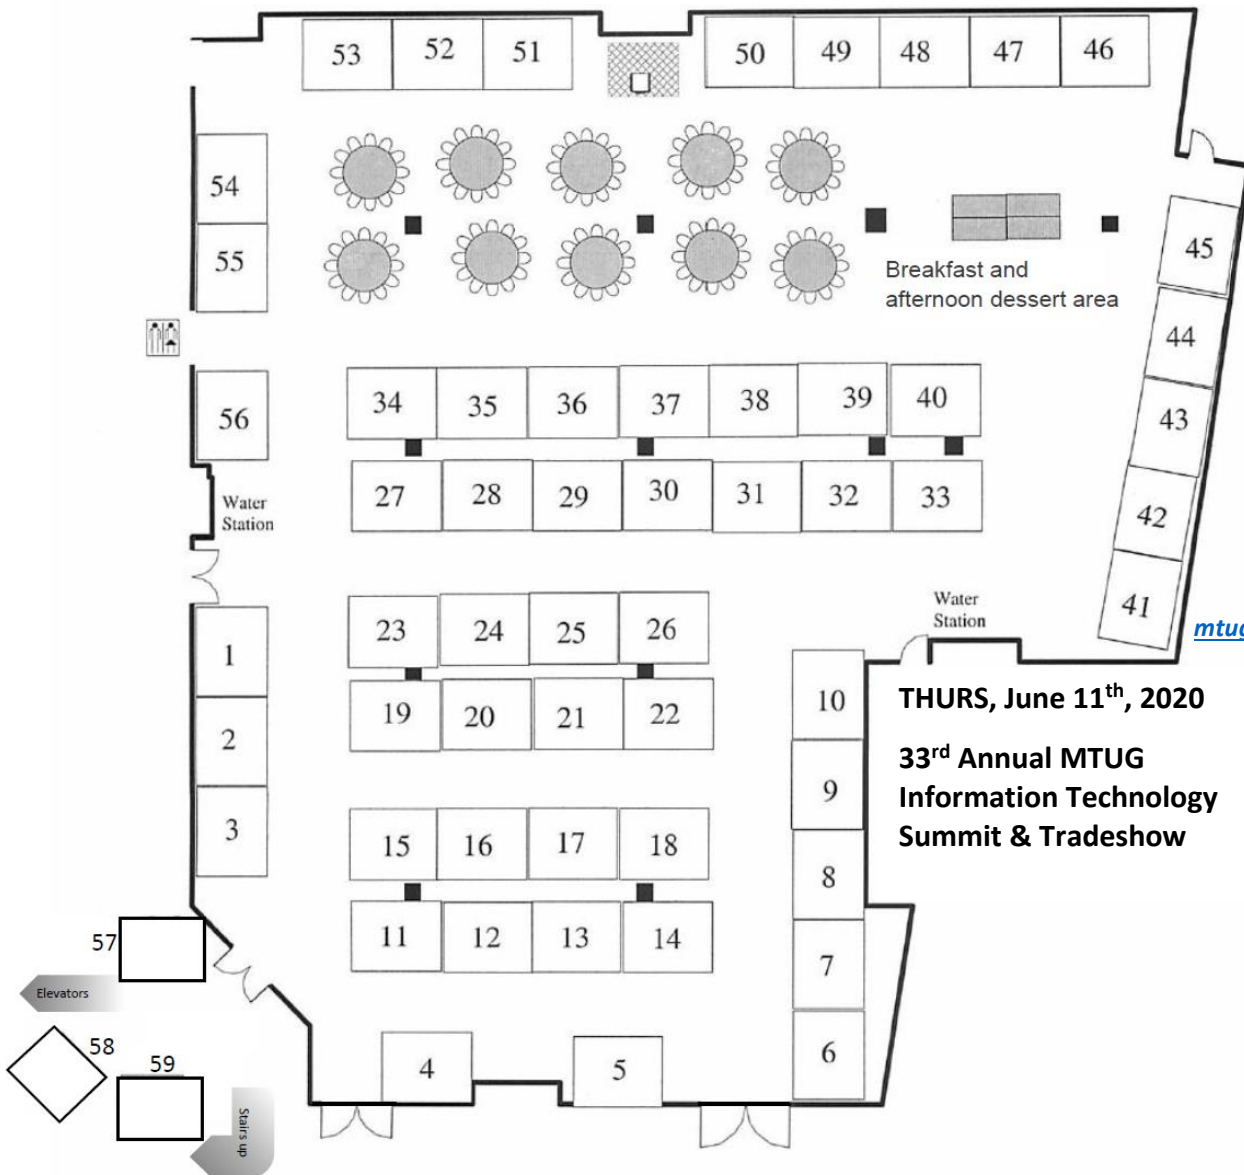 53 52 51 50 49 48 47 46
54
55
45
Breakfast and
afternoon dessert area
44
56
34 35 36 37 38 39 40
43
27 28 29 30 31 32 33
42
Water
Station
41
23 24 25 26
Water
Station
mtug
1
19 20 21 22
10
THURS, June 11th, 2020
2
33rd Annual MTUG
Information Technology
Summit & Tradeshow
9
3
15 16 17 18
8
11 12 13 14
7
57
Elevators
58
59
4 5
6
Stairs up